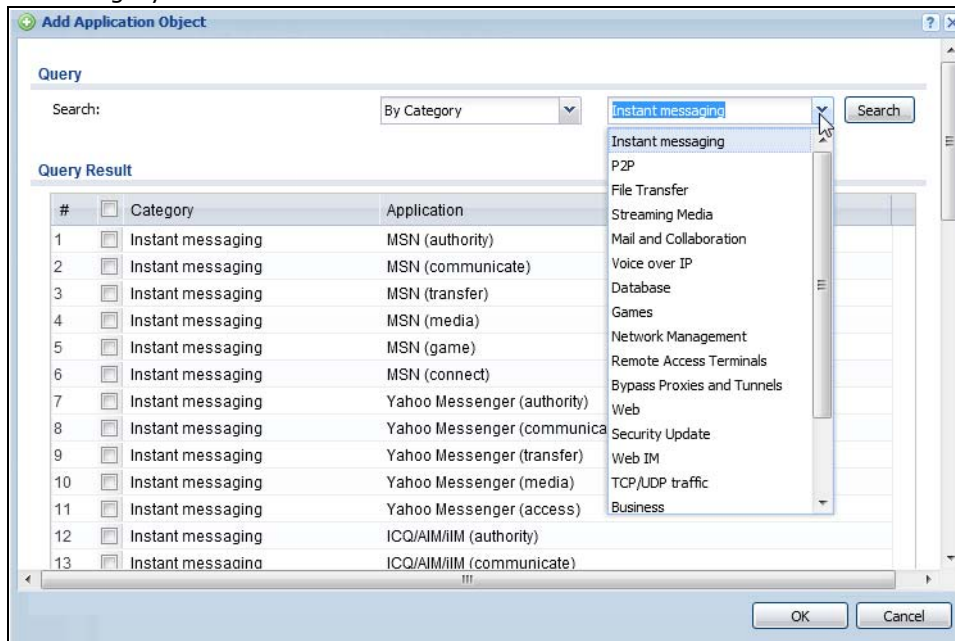 Add Application Object
Query
Search: By Category Instant messaging Search
Instant messaging
P2P
File Transfer
Streaming Media
Mail and Collaboration
Voice over IP
Database
Games
Network Management
Remote Access Terminals
Bypass Proxies and Tunnels
Web
Security Update
Web IM
TCP/UDP traffic
Business
Query Result
# Category Application
1 Instant messaging MSN (authority)
2 Instant messaging MSN (communicate)
3 Instant messaging MSN (transfer)
4 Instant messaging MSN (media)
5 Instant messaging MSN (game)
6 Instant messaging MSN (connect)
7 Instant messaging Yahoo Messenger (authority)
8 Instant messaging Yahoo Messenger (communica
9 Instant messaging Yahoo Messenger (transfer)
10 Instant messaging Yahoo Messenger (media)
11 Instant messaging Yahoo Messenger (access)
12 Instant messaging ICQ/AIM/iIM (authority)
13 Instant messaging ICQ/AIM/iIM (communicate)
OK Cancel